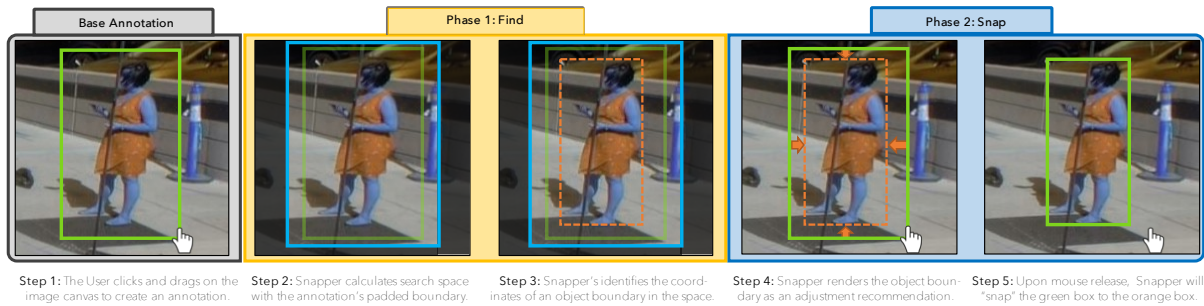 Base Annotation
Phase 1: Find
Phase 2: Snap
Step 1: The User clicks and drags on the
image canvas to create an annotation.
Step 2: Snapper calculates search space
with the annotation's padded boundary.
Step 3: Snapper's identifies the coord-
inates of an object boundary in the space.
Step 4: Snapper renders the object boun-
dary as an adjustment recommendation.
Step 5: Upon mouse release, Snapper will
"snap" the green box to the orange box.